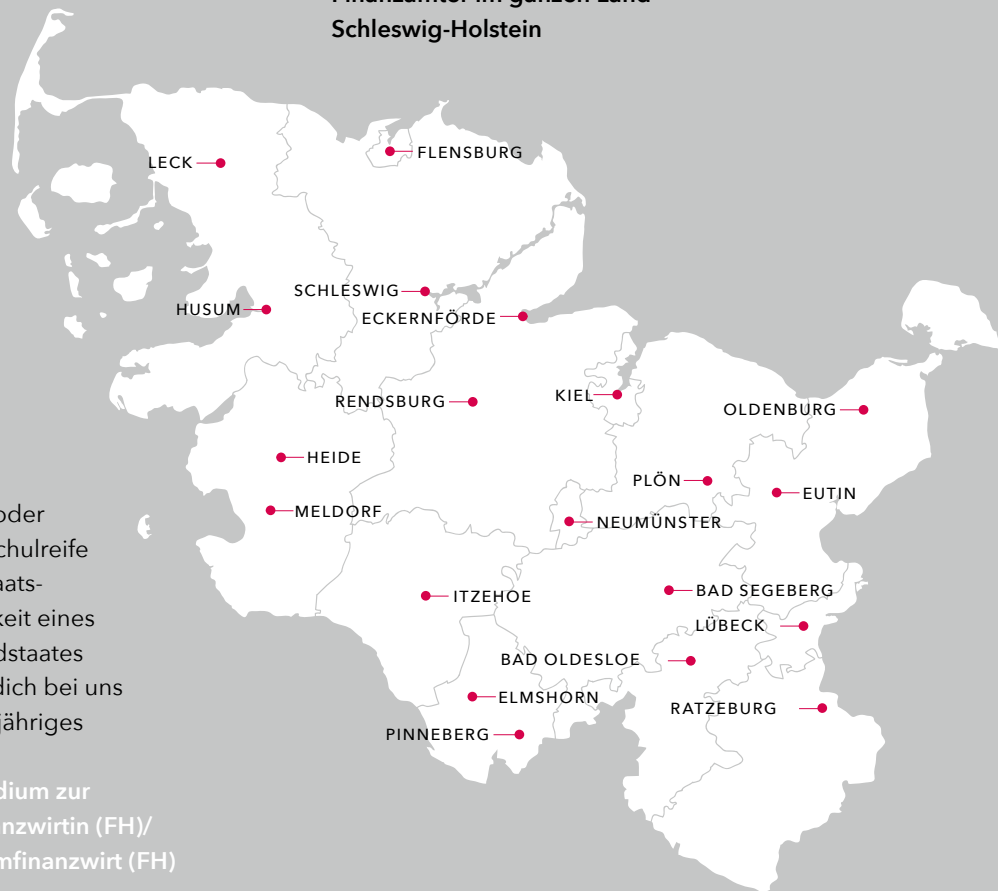 Schleswig-Holstein
LECK
FLENSBURG
SCHLESWIG
HUSUM
ECKERNFÖRDE
RENDSBURG
KIEL
OLDENBURG
HEIDE
PLÖN
EUTIN
MELDORF
NEUMÜNSTER
ITZEHOE
BAD SEGEBERG
LÜBECK
BAD OLDESLOE
ELMSHORN
RATZEBURG
PINNEBERG
oder
chulreife
aats-
keit eines
dstaates
dich bei uns
jähriges
dium zur
nzwirtin (FH)/
mfinanzwirt (FH)